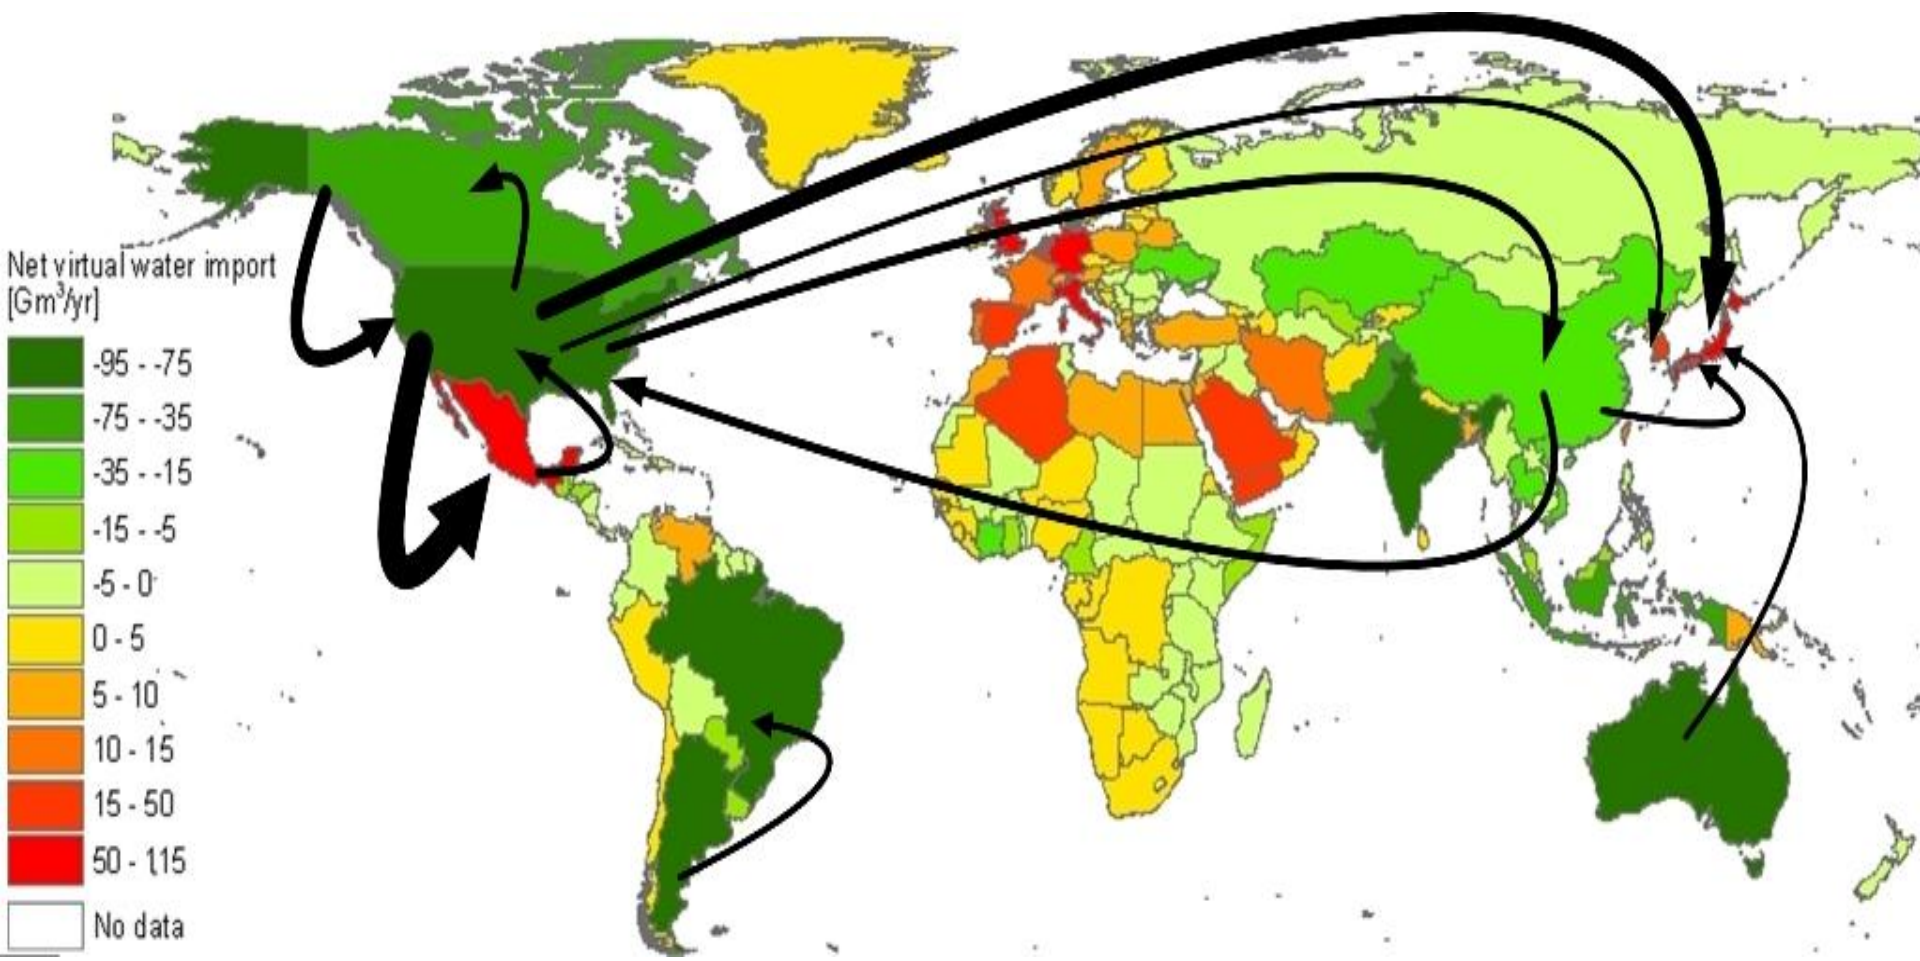 Net virtual water import
[Gm³/yr]
-95 - -75
-75 - -35
-35 - -15
-15 - -5
-5 - 0
0 - 5
5 - 10
10 - 15
15 - 50
50 - 115
No data